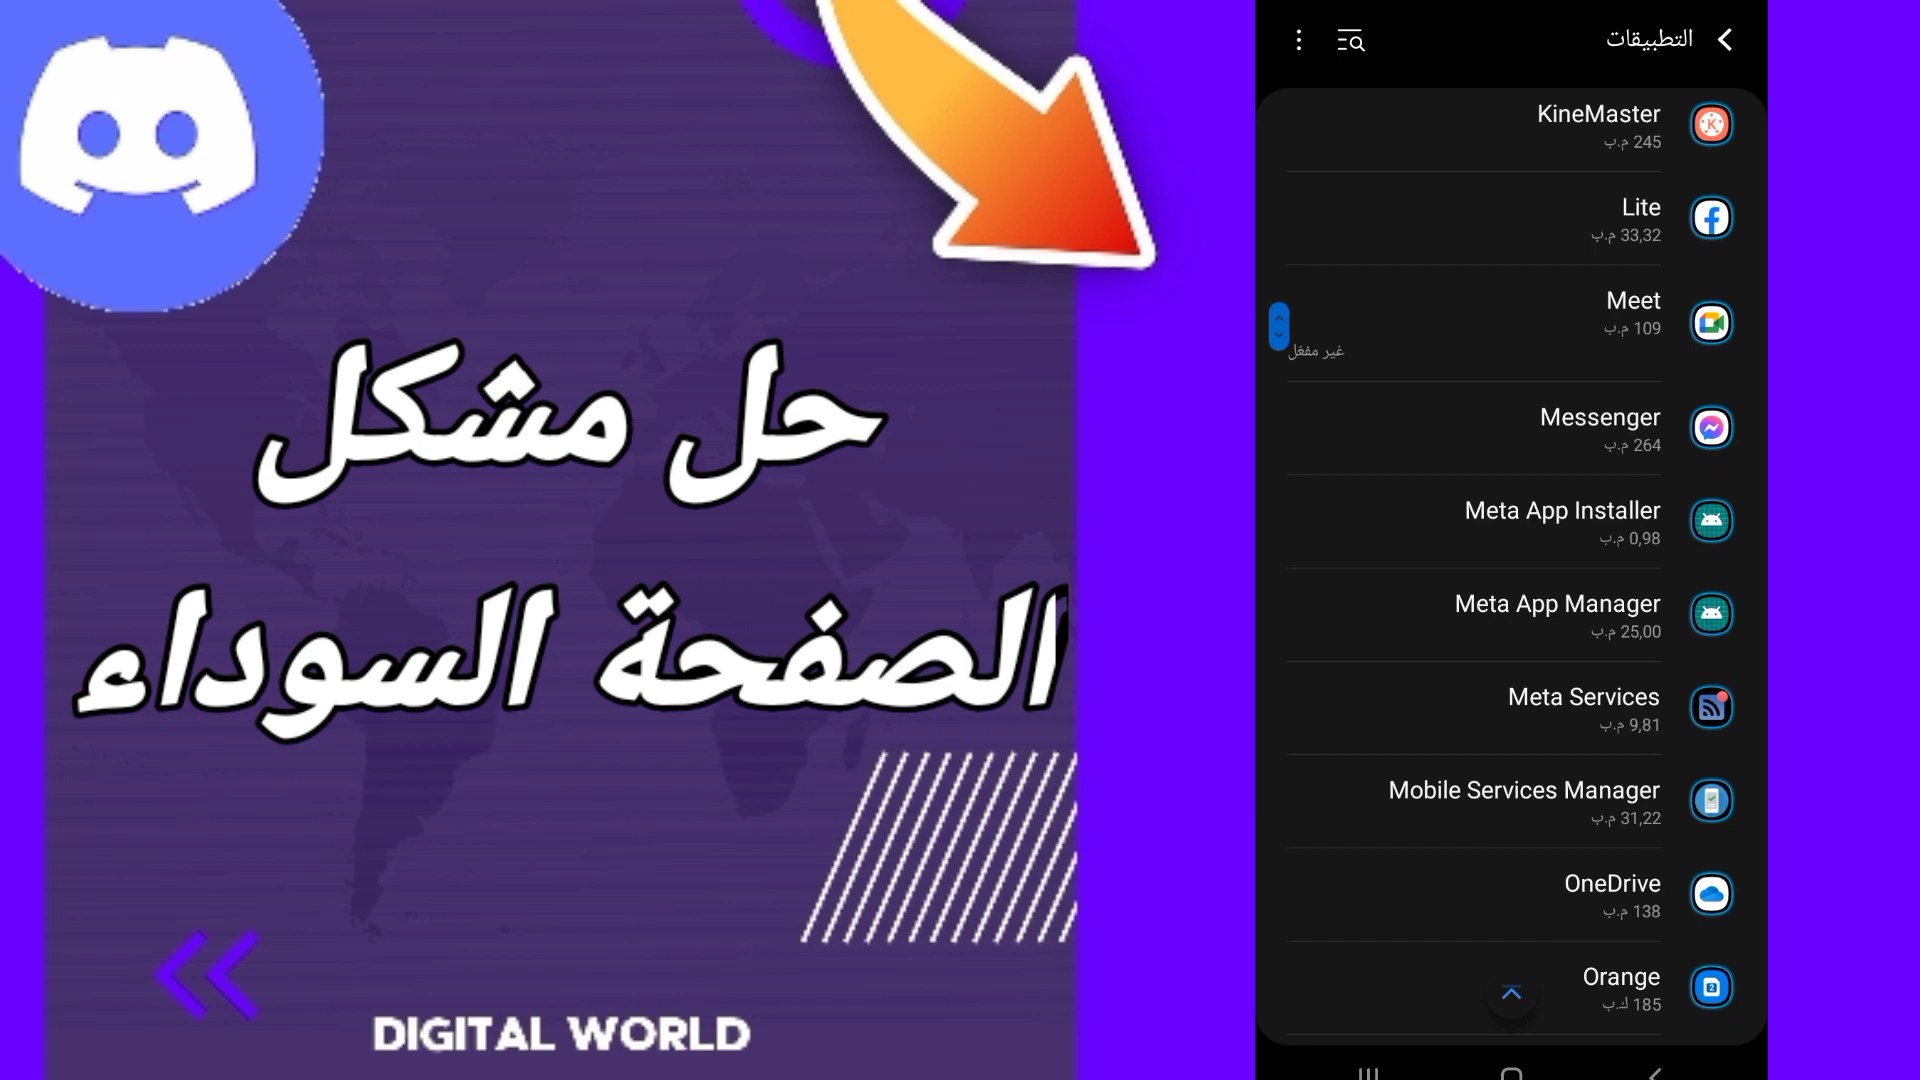 حل مشكل
الصفحة السوداء
DIGITAL WORLD
التطبيقات
KineMaster
245 م.ب
Lite
33,32 م.ب
Meet
109 م.ب
غير مفعّل
Messenger
264 م.ب
Meta App Installer
0,98 م.ب
Meta App Manager
25,00 م.ب
Meta Services
9,81 م.ب
Mobile Services Manager
31,22 م.ب
OneDrive
138 م.ب
Orange
185 ك.ب